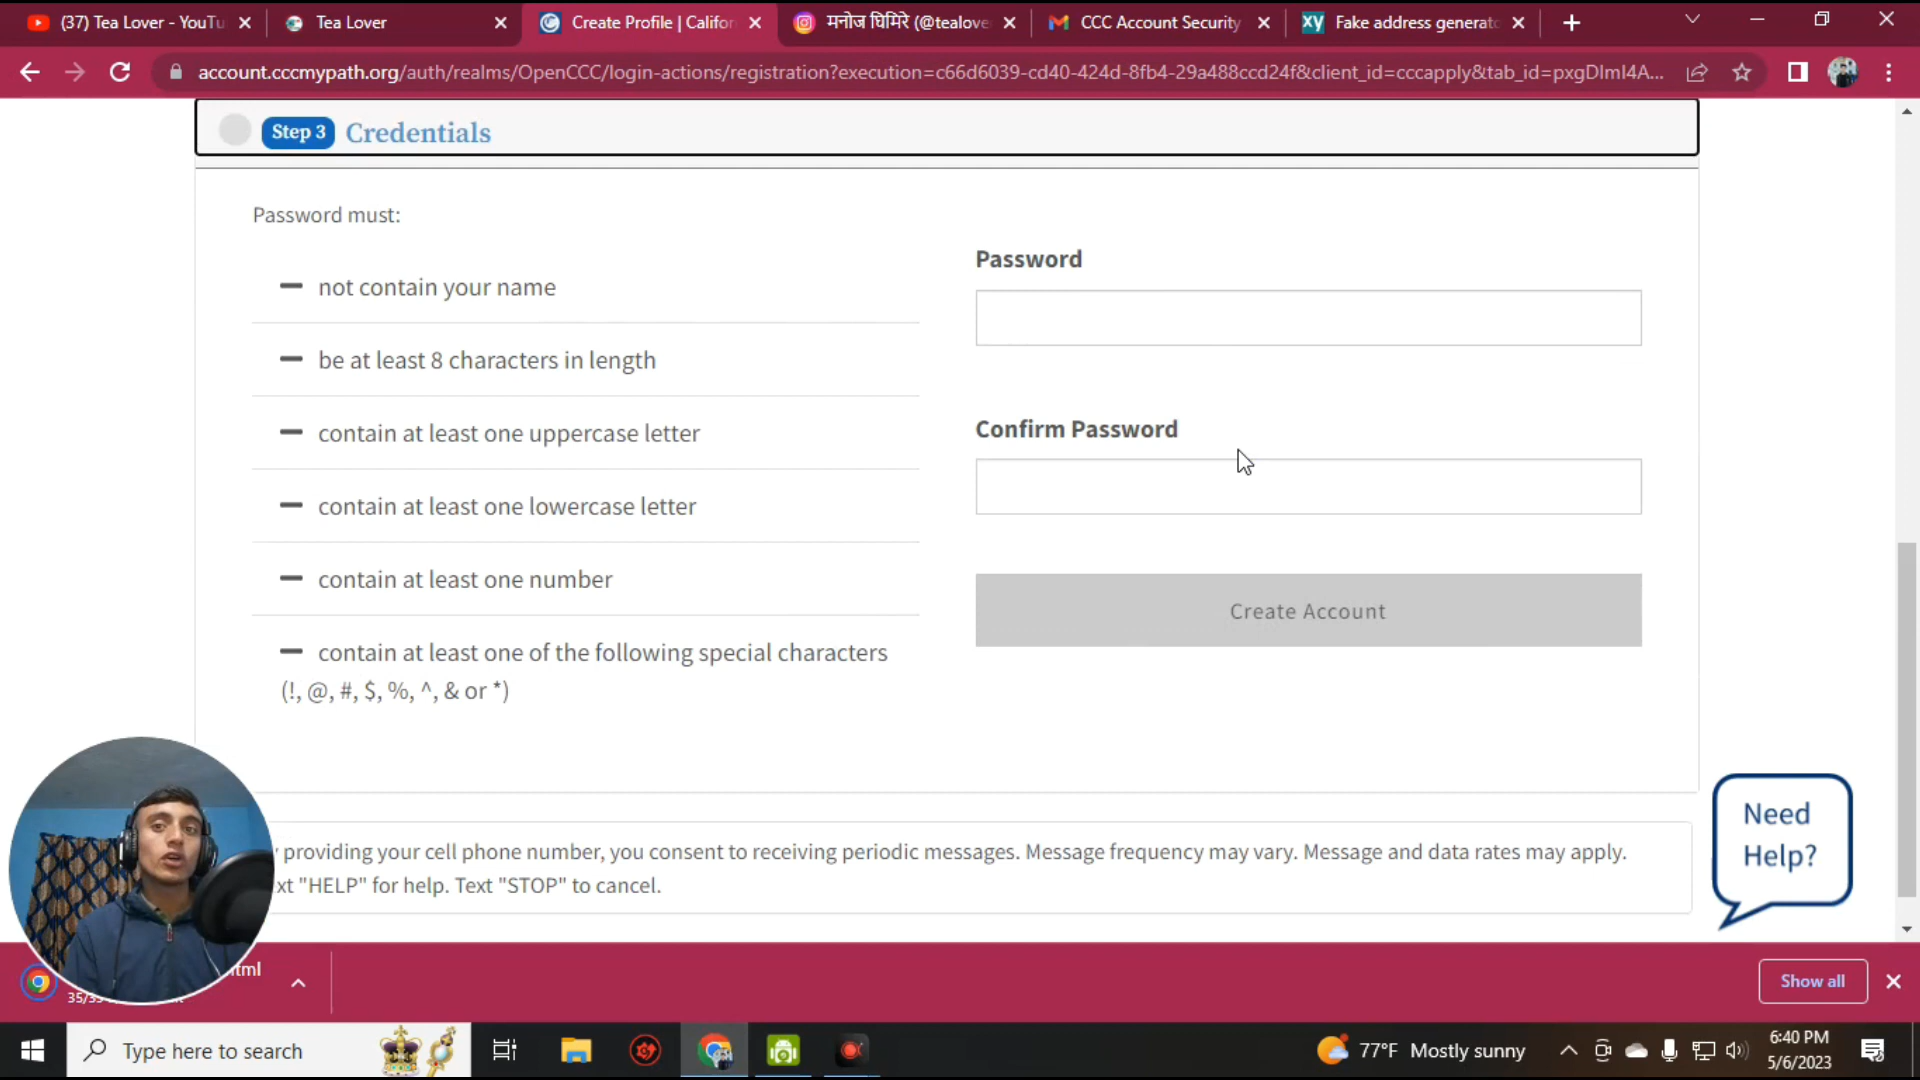 (37) Tea Lover - YouTu
Tea Lover
Create Profile | Califor
मनोज घिमिरे (@tealove
CCC Account Security
xy Fake address generato
account.cccmypath.org/auth/realms/OpenCCC/login-actions/registration?execution=c66d6039-cd40-424d-8fb4-29a488ccd24f&client_id=cccapply&tab_id=pxgDlmI4A...
Step 3 Credentials
Password must:
not contain your name
be at least 8 characters in length
contain at least one uppercase letter
contain at least one lowercase letter
contain at least one number
contain at least one of the following special characters
(!, @, #, $, %, ^, & or *)
Password
Confirm Password
Create Account
Need
Help?
providing your cell phone number, you consent to receiving periodic messages. Message frequency may vary. Message and data rates may apply.
xt "HELP" for help. Text "STOP" to cancel.
tml
Show all
Type here to search
77°F Mostly sunny
6:40 PM
5/6/2023